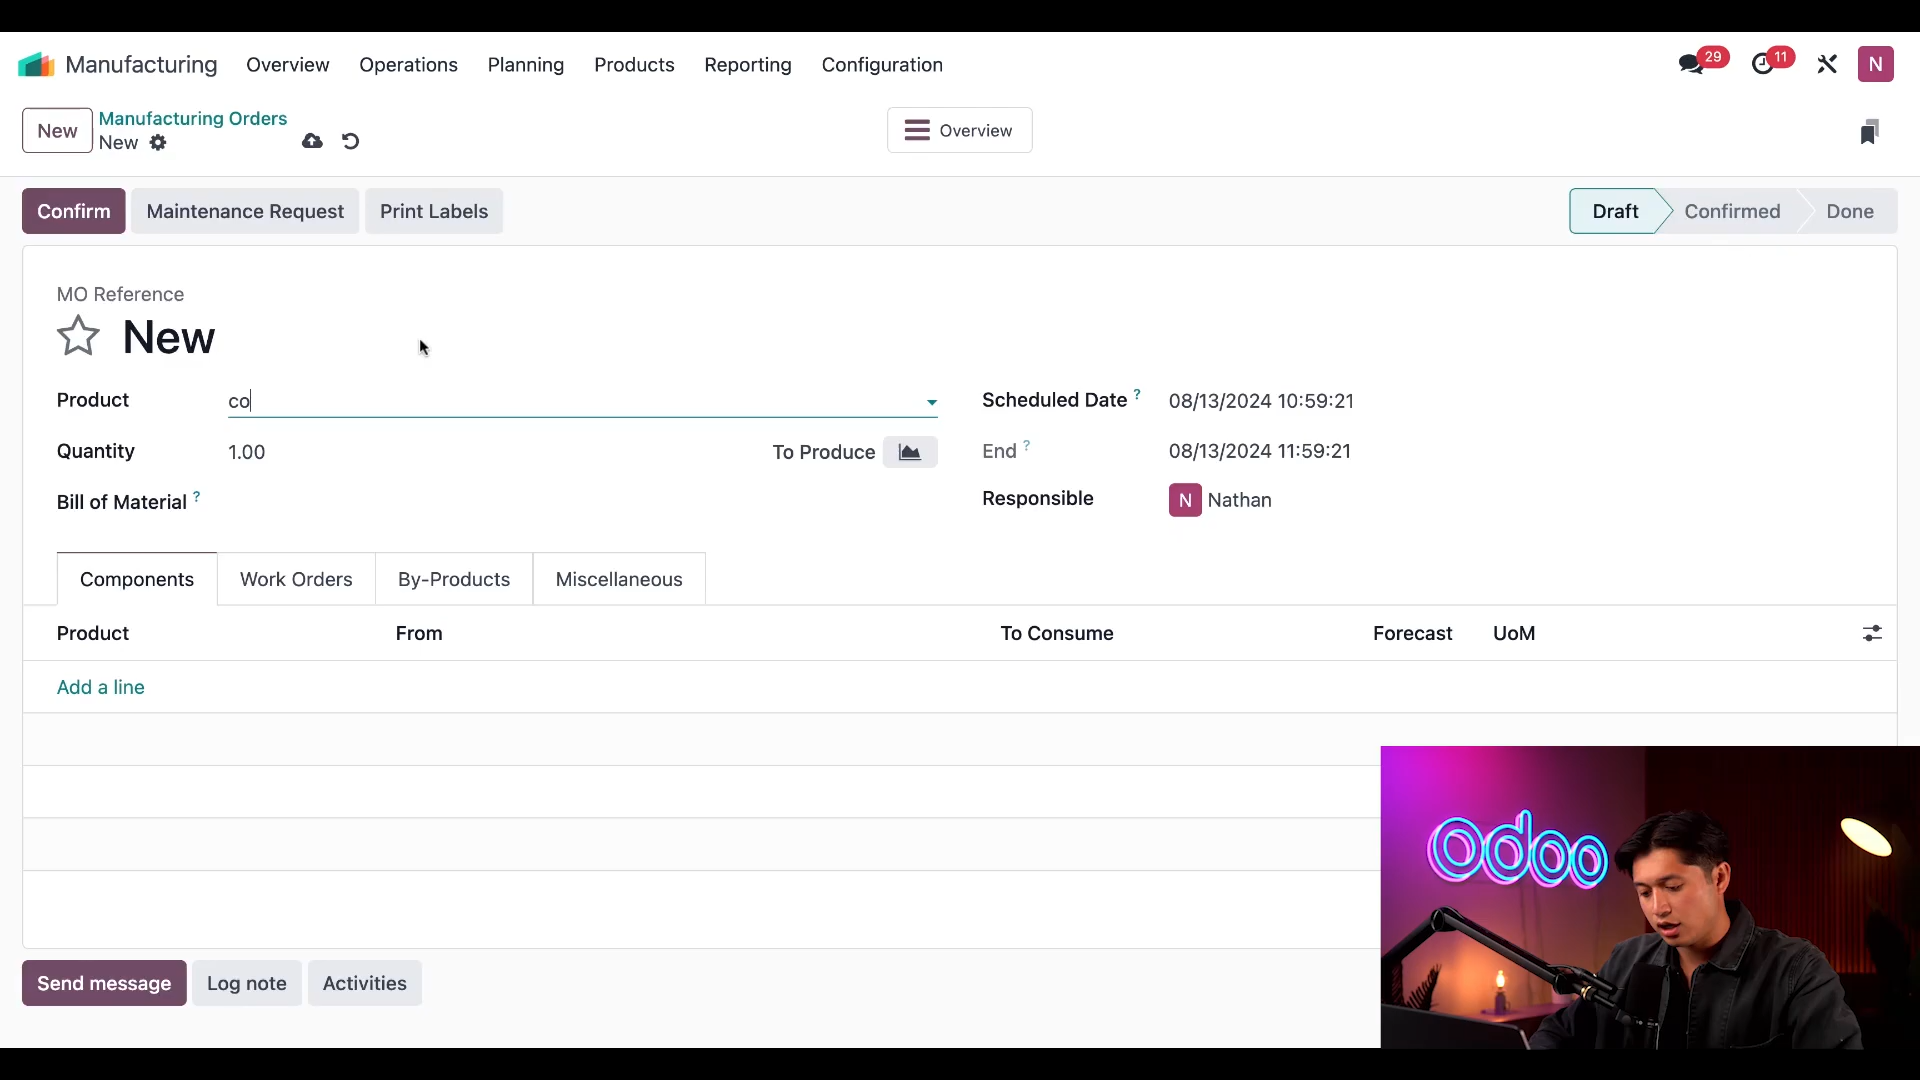 Manufacturing Overview Operations Planning Products Reporting Configuration 29 11 N
New Manufacturing Orders
New
Overview
Confirm Maintenance Request Print Labels Draft Confirmed Done
MO Reference
New
Product co Scheduled Date ? 08/13/2024 10:59:21
Quantity 1.00 To Produce End ? 08/13/2024 11:59:21
Bill of Material ? Responsible N Nathan
Components Work Orders By-Products Miscellaneous
Product From To Consume Forecast UoM
Add a line
odoo
Send message Log note Activities